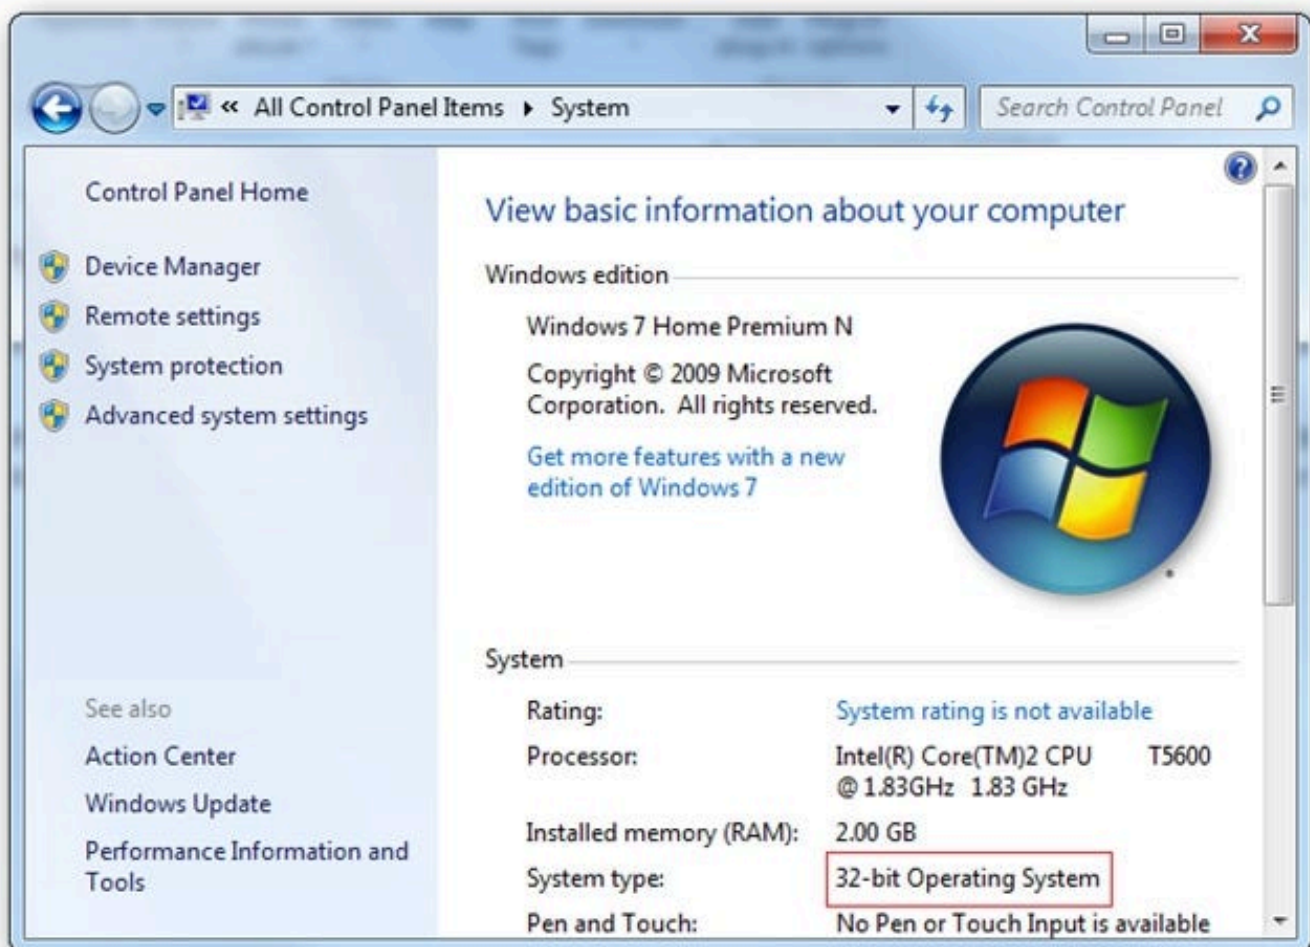 « All Control Panel Items ▸ System
Search Control Panel
Control Panel Home
Device Manager
Remote settings
System protection
Advanced system settings
See also
Action Center
Windows Update
Performance Information and
Tools
View basic information about your computer
Windows edition
Windows 7 Home Premium N
Copyright © 2009 Microsoft
Corporation. All rights reserved.
Get more features with a new
edition of Windows 7
System
Rating: System rating is not available
Processor: Intel(R) Core(TM)2 CPU T5600
@ 1.83GHz 1.83 GHz
Installed memory (RAM): 2.00 GB
System type: 32-bit Operating System
Pen and Touch: No Pen or Touch Input is available